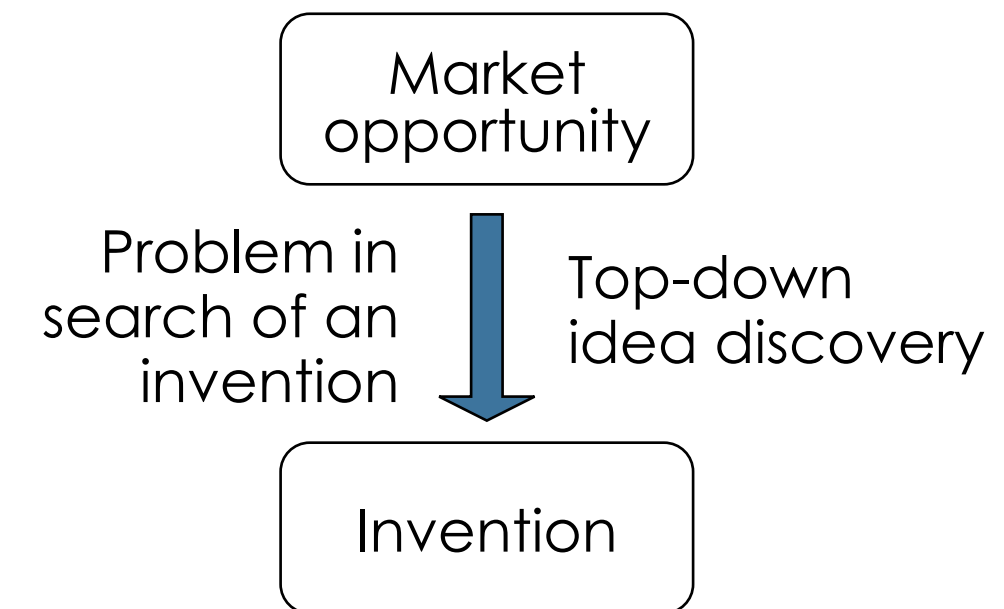 Market
opportunity
Problem in
search of an
invention
Top-down
idea discovery
Invention